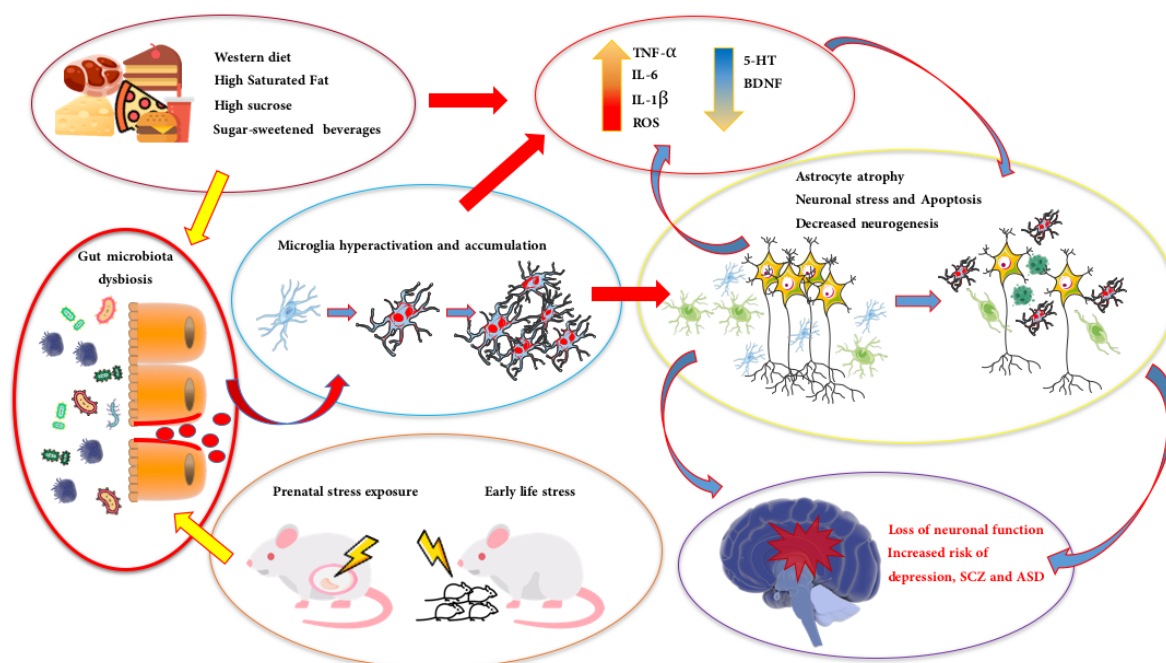 Western diet
High Saturated Fat
High sucrose
Sugar-sweetened beverages
TNF-α
IL-6
IL-1β
ROS
5-HT
BDNF
Astrocyte atrophy
Neuronal stress and Apoptosis
Decreased neurogenesis
Gut microbiota
dysbiosis
Microglia hyperactivation and accumulation
Prenatal stress exposure
Early life stress
Loss of neuronal function
Increased risk of
depression, SCZ and ASD